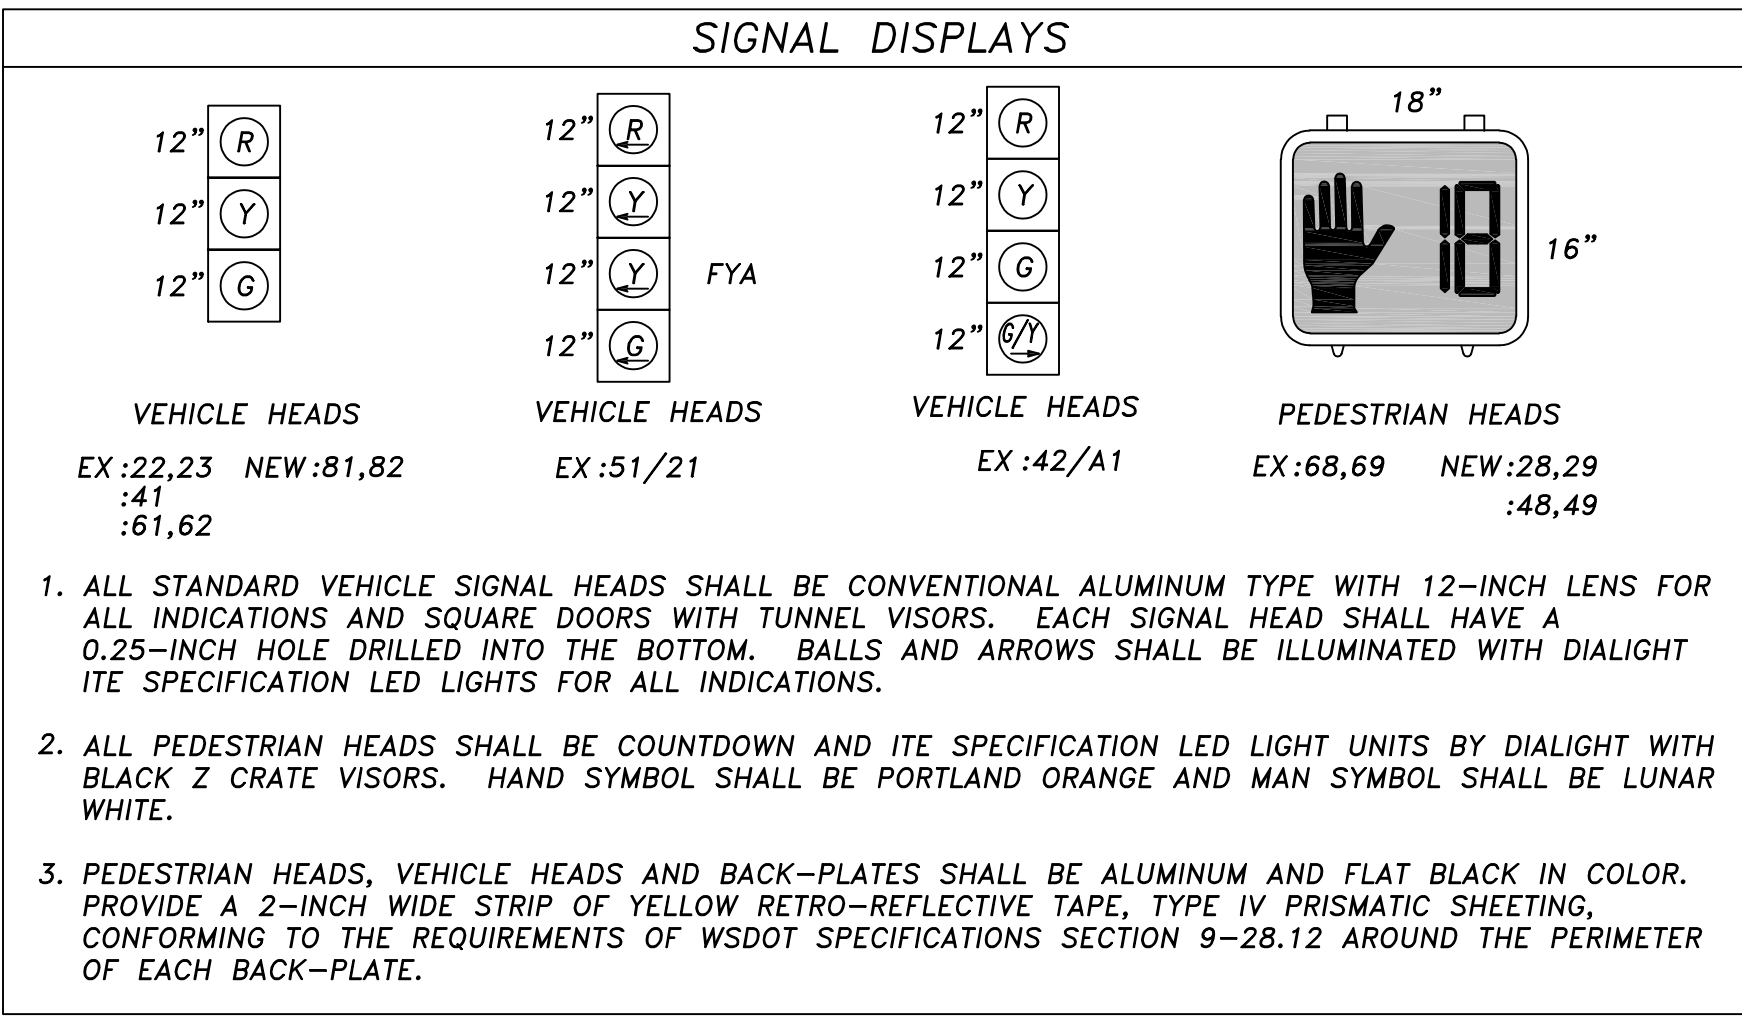 SIGNAL DISPLAYS
12" R
12" Y
12" G
12" R
12" Y
12" Y FYA
12" G
12" R
12" Y
12" G
12" G/Y
18"
18
16"
VEHICLE HEADS
EX:22,23 NEW:81,82
:41
:61,62
VEHICLE HEADS
EX:51/21
VEHICLE HEADS
EX:42/A1
PEDESTRIAN HEADS
EX:68,69 NEW:28,29
:48,49
1. ALL STANDARD VEHICLE SIGNAL HEADS SHALL BE CONVENTIONAL ALUMINUM TYPE WITH 12-INCH LENS FOR
ALL INDICATIONS AND SQUARE DOORS WITH TUNNEL VISORS. EACH SIGNAL HEAD SHALL HAVE A
0.25-INCH HOLE DRILLED INTO THE BOTTOM. BALLS AND ARROWS SHALL BE ILLUMINATED WITH DIALIGHT
ITE SPECIFICATION LED LIGHTS FOR ALL INDICATIONS.
2. ALL PEDESTRIAN HEADS SHALL BE COUNTDOWN AND ITE SPECIFICATION LED LIGHT UNITS BY DIALIGHT WITH
BLACK Z CRATE VISORS. HAND SYMBOL SHALL BE PORTLAND ORANGE AND MAN SYMBOL SHALL BE LUNAR
WHITE.
3. PEDESTRIAN HEADS, VEHICLE HEADS AND BACK-PLATES SHALL BE ALUMINUM AND FLAT BLACK IN COLOR.
PROVIDE A 2-INCH WIDE STRIP OF YELLOW RETRO-REFLECTIVE TAPE, TYPE IV PRISMATIC SHEETING,
CONFORMING TO THE REQUIREMENTS OF WSDOT SPECIFICATIONS SECTION 9-28.12 AROUND THE PERIMETER
OF EACH BACK-PLATE.